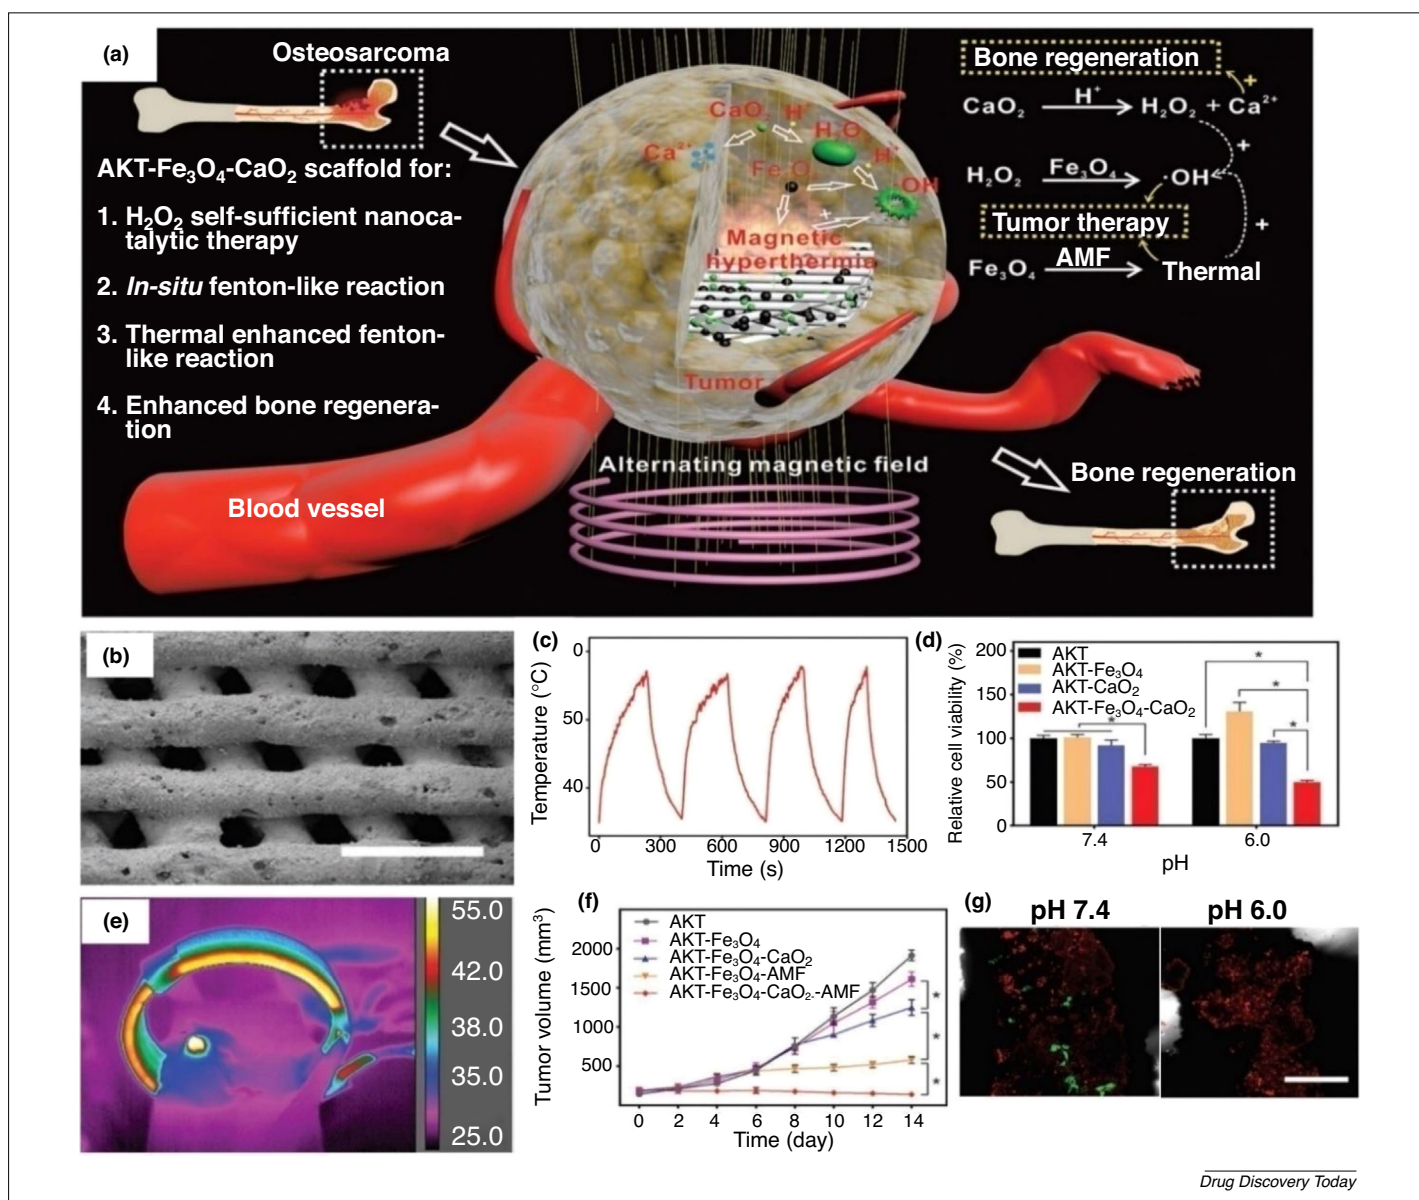 (a)
Osteosarcoma
AKT-Fe₃O₄-CaO₂ scaffold for:
1. H₂O₂ self-sufficient nanoca-
talytic therapy
2. In-situ fenton-like reaction
3. Thermal enhanced fenton-
like reaction
4. Enhanced bone regenera-
tion
Blood vessel
CaO₂ H⁺
H₂O
Ca²⁺
H⁺
Fe O
·OH
+
Magnetic
hyperthermia
Tumor
Alternating magnetic field
Bone regeneration
+
CaO₂ H⁺ H₂O₂ + Ca²⁺
+
H₂O₂ Fe₃O₄ ·OH
Tumor therapy
+
Fe₃O₄ AMF Thermal
Bone regeneration
(b)
(c)
Temperature (°C)
0
50
40
0 300 600 900 1200 1500
Time (s)
(d)
Relative cell viability (%)
200
150
100
50
0
AKT
AKT-Fe₃O₄
AKT-CaO₂
AKT-Fe₃O₄-CaO₂
* * * *
7.4 6.0
pH
(e)
55.0
42.0
38.0
35.0
25.0
(f)
Tumor volume (mm³)
2000
1500
1000
500
AKT
AKT-Fe₃O₄
AKT-Fe₃O₄-CaO₂
AKT-Fe₃O₄-AMF
AKT-Fe₃O₄-CaO₂-AMF
*
*
*
0 2 4 6 8 10 12 14
Time (day)
(g)
pH 7.4 pH 6.0
Drug Discovery Today